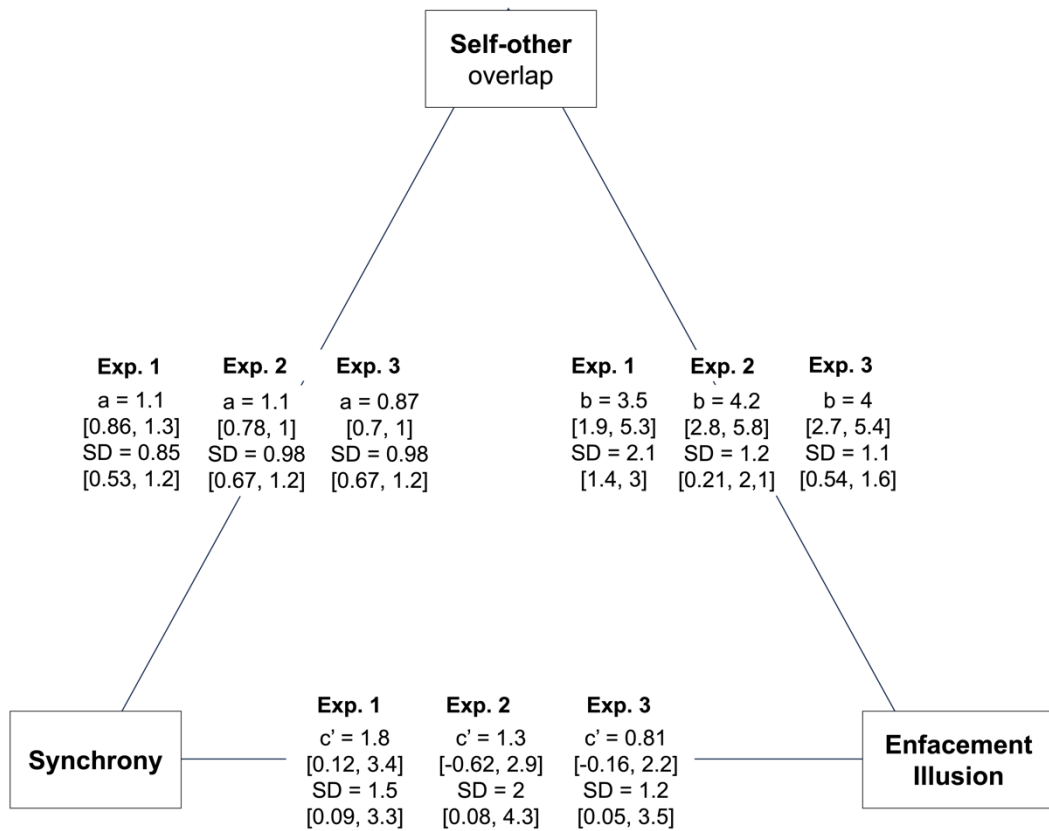 Self-other
overlap
Exp. 1 Exp. 2 Exp. 3
a = 1.1 a = 1.1 a = 0.87
[0.86, 1.3] [0.78, 1] [0.7, 1]
SD = 0.85 SD = 0.98 SD = 0.98
[0.53, 1.2] [0.67, 1.2] [0.67, 1.2]
Exp. 1 Exp. 2 Exp. 3
b = 3.5 b = 4.2 b = 4
[1.9, 5.3] [2.8, 5.8] [2.7, 5.4]
SD = 2.1 SD = 1.2 SD = 1.1
[1.4, 3] [0.21, 2,1] [0.54, 1.6]
Synchrony
Exp. 1 Exp. 2 Exp. 3
c’ = 1.8 c’ = 1.3 c’ = 0.81
[0.12, 3.4] [-0.62, 2.9] [-0.16, 2.2]
SD = 1.5 SD = 2 SD = 1.2
[0.09, 3.3] [0.08, 4.3] [0.05, 3.5]
Enfacement
Illusion